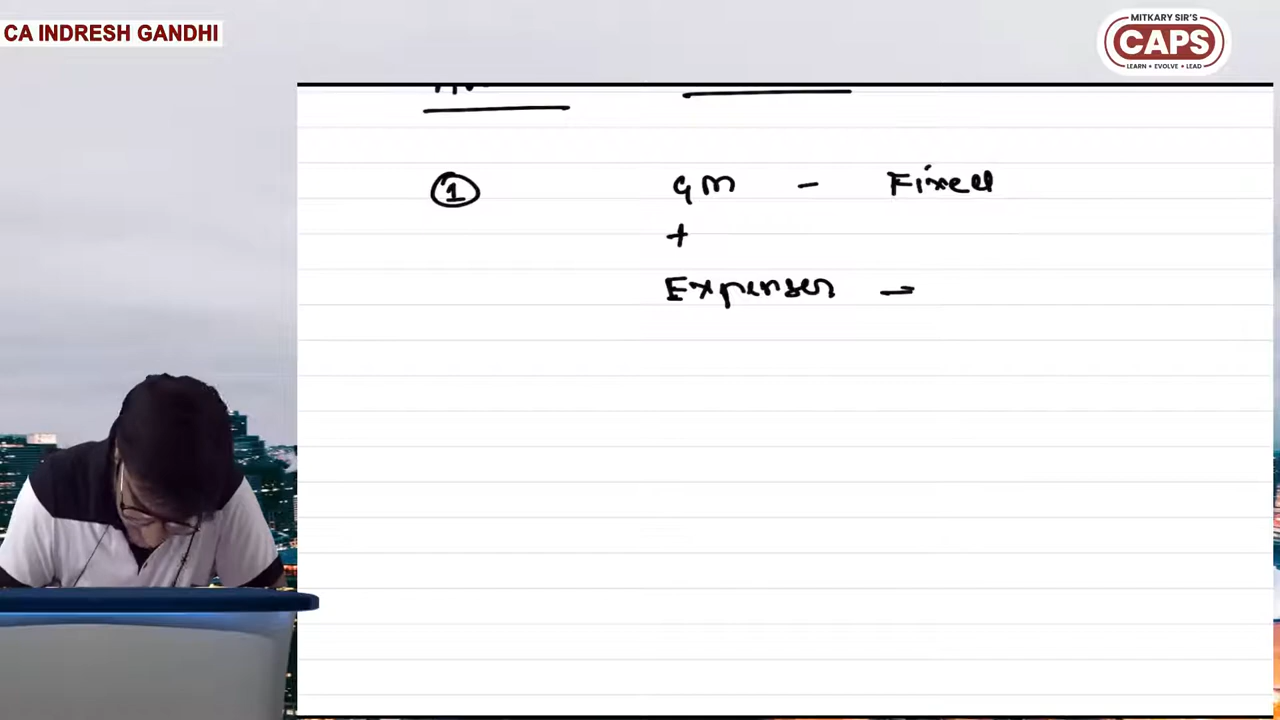 CA INDRESH GANDHI
MITKARY SIR'S
CAPS
LEARN • EVOLVE • LEAD
1 GM - Fixed
+
Expenses →